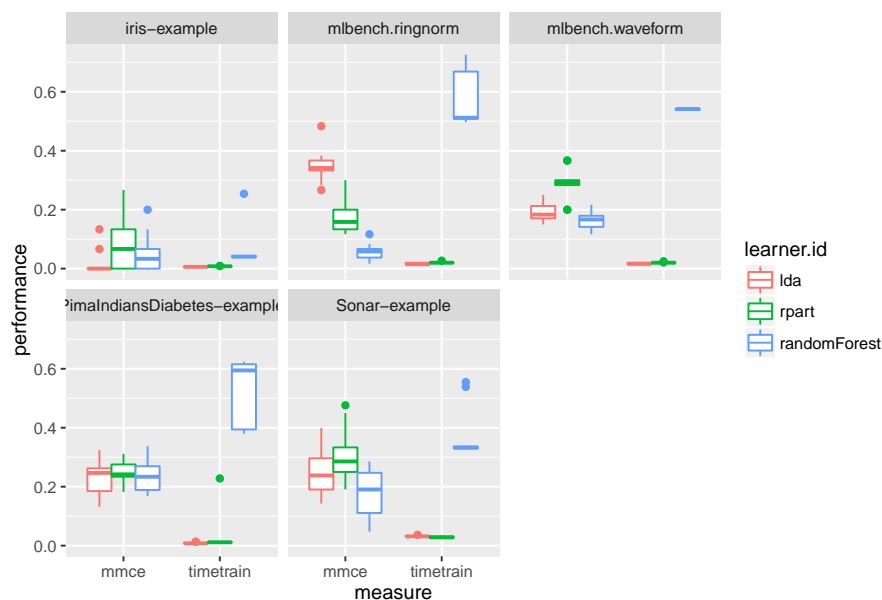 iris−example
mlbench.ringnorm
mlbench.waveform
0.6
0.4
0.2
0.0
PimaIndiansDiabetes−example
Sonar−example
0.6
0.4
0.2
0.0
mmce
timetrain
mmce
timetrain
measure
performance
learner.id
lda
rpart
randomForest